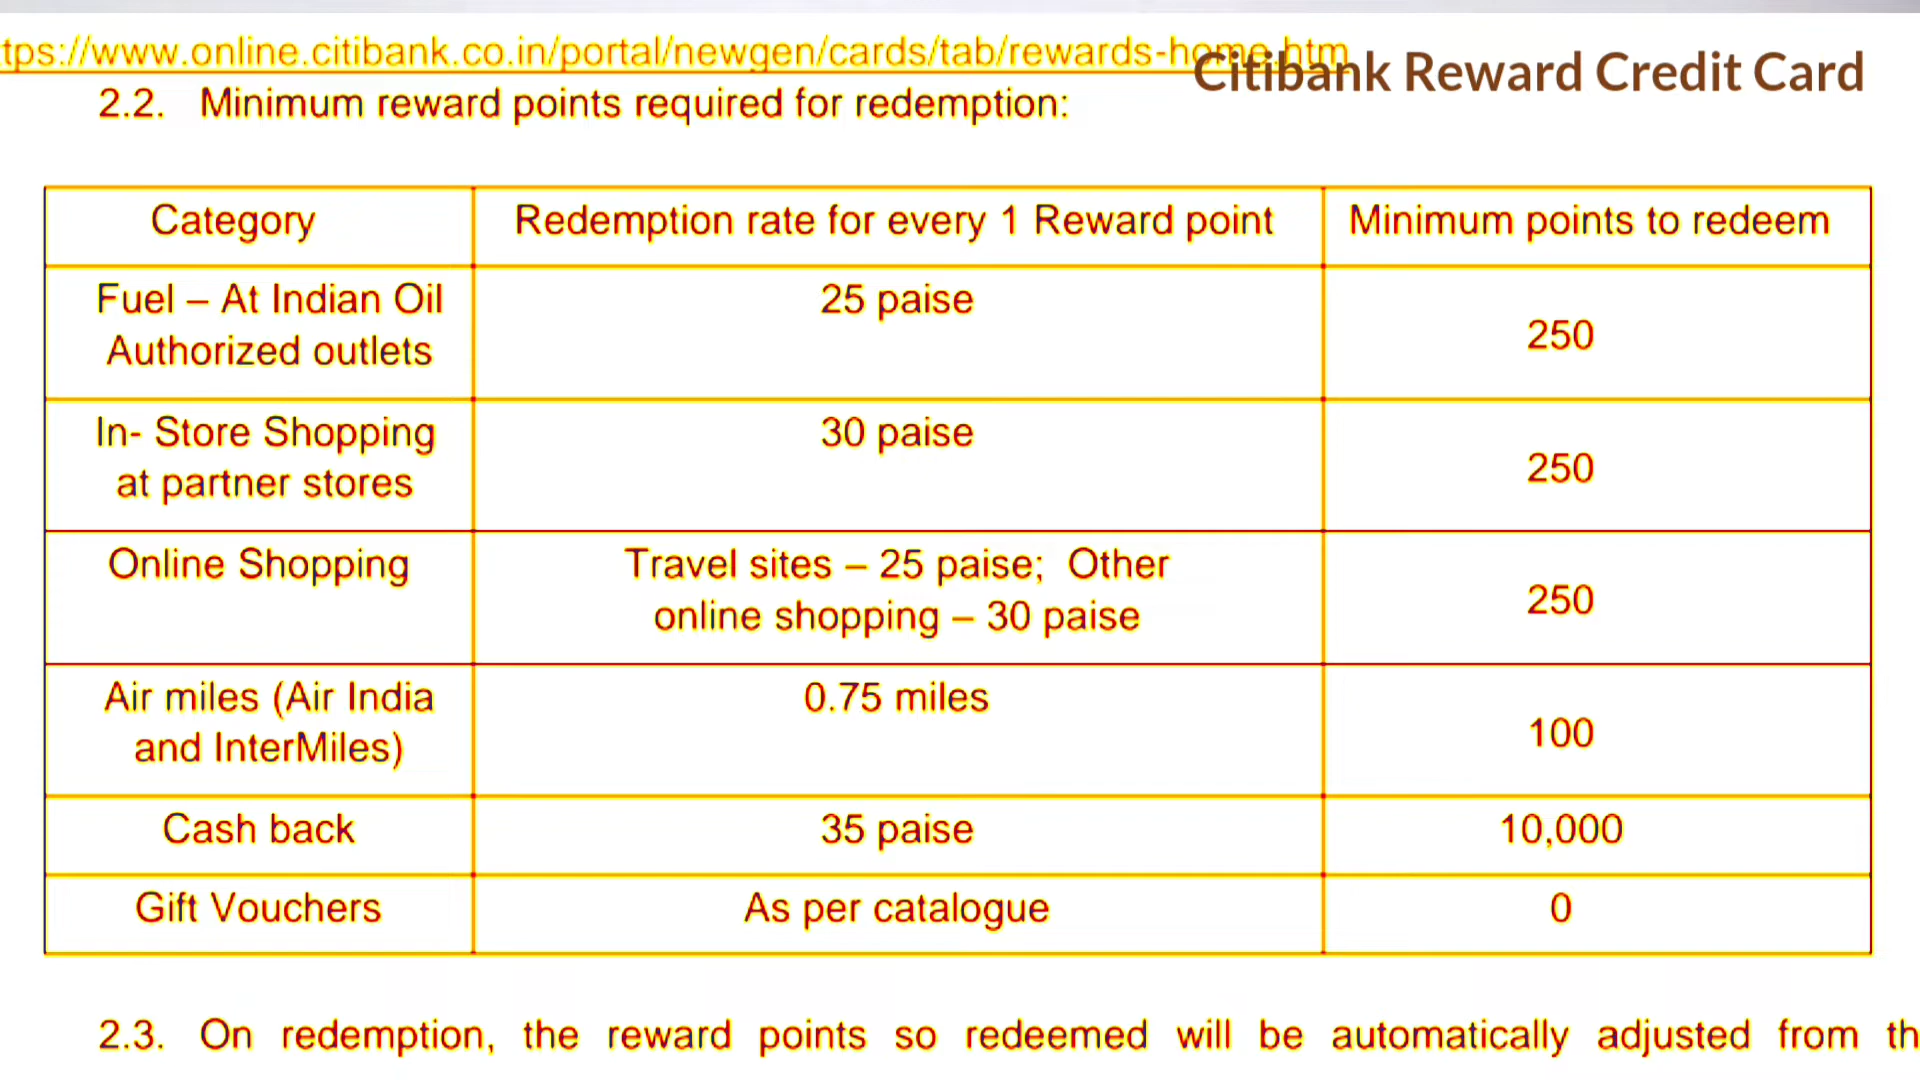 tps://www.online.citibank.co.in/portal/newgen/cards/tab/rewards-home.htm
Citibank Reward Credit Card
2.2. Minimum reward points required for redemption:
Category Redemption rate for every 1 Reward point Minimum points to redeem
Fuel – At Indian Oil
Authorized outlets
25 paise
250
In- Store Shopping
at partner stores
30 paise
250
Online Shopping
Travel sites – 25 paise; Other
online shopping – 30 paise
250
Air miles (Air India
and InterMiles)
0.75 miles
100
Cash back 35 paise 10,000
Gift Vouchers As per catalogue 0
2.3. On redemption, the reward points so redeemed will be automatically adjusted from th